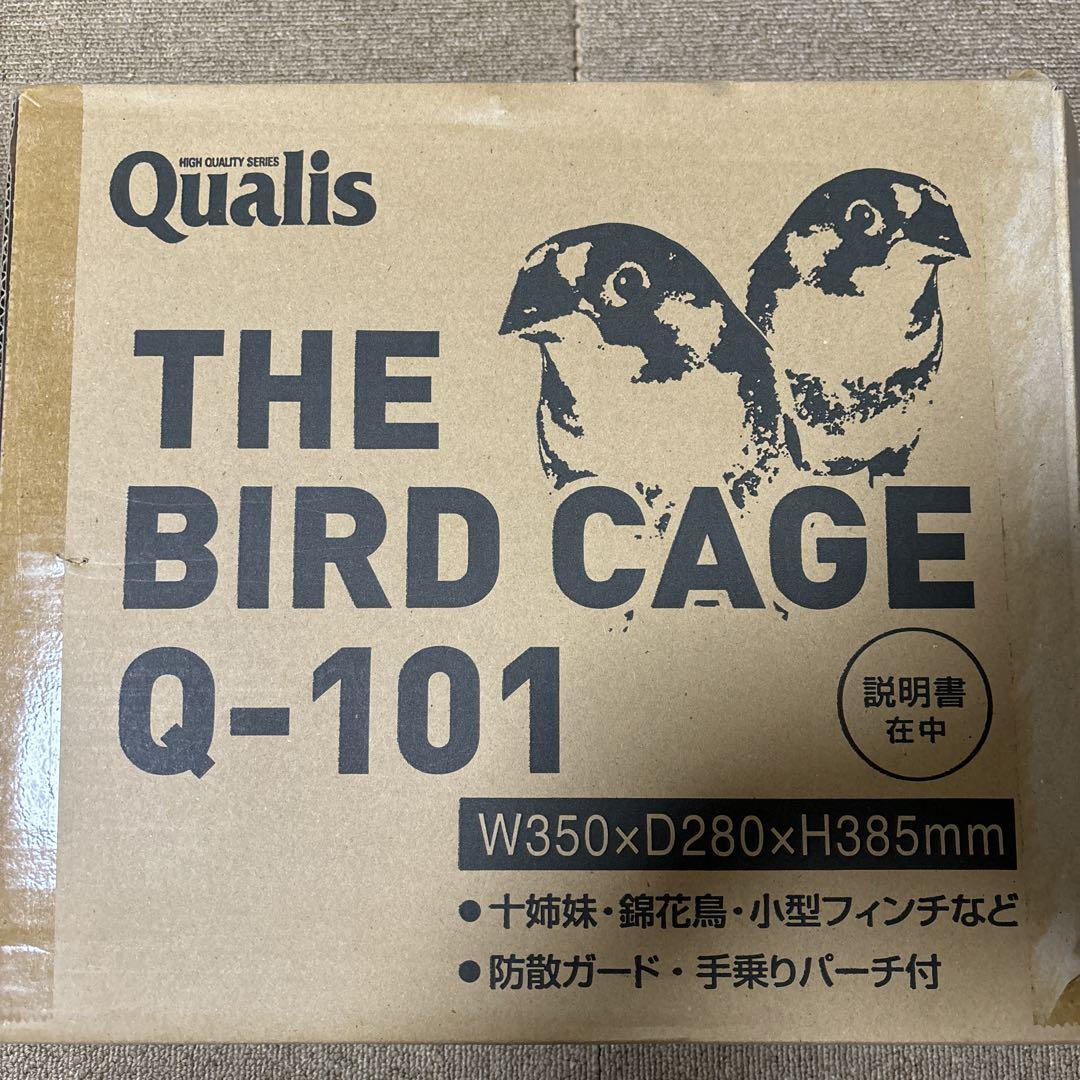 HIGH QUALITY SERIES
Qualis
THE
BIRD CAGE
Q-101
説明書
在中
W350×D280×H385mm
●十姉妹・錦花鳥・小型フィンチなど
●防散ガード・手乗りパーチ付